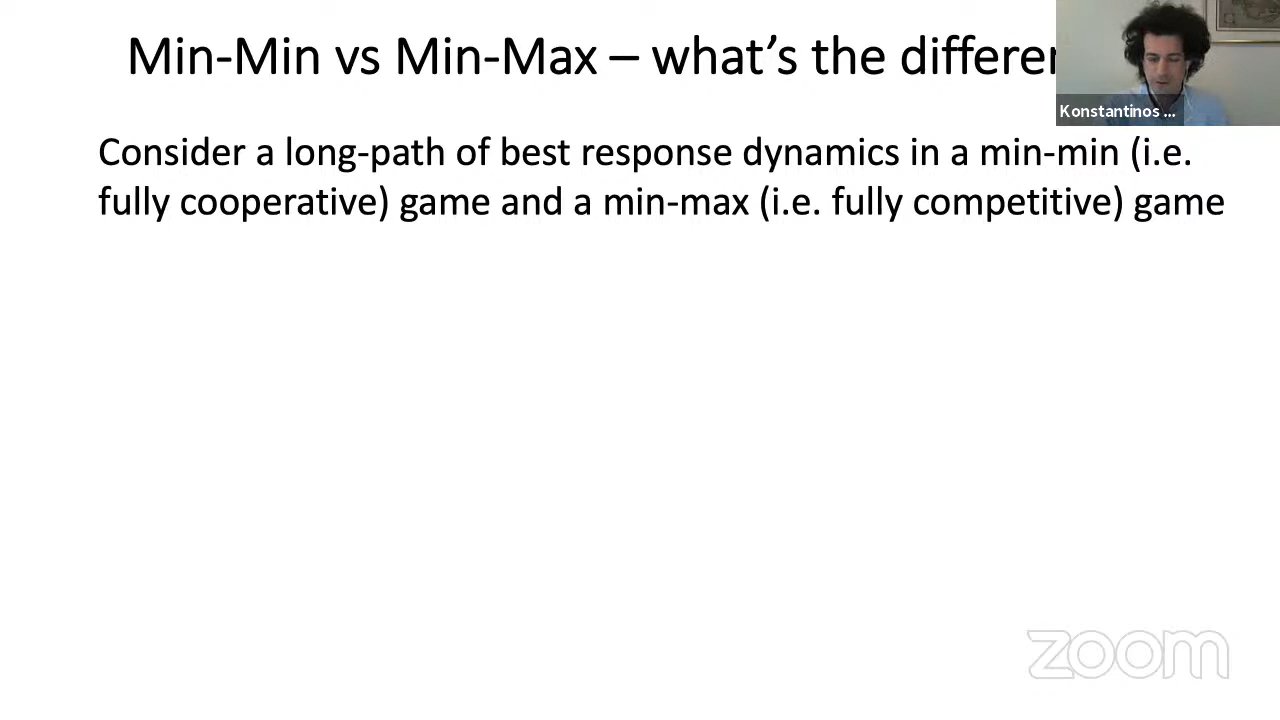 Min-Min vs Min-Max – what's the differen
Konstantinos ...
Consider a long-path of best response dynamics in a min-min (i.e.
fully cooperative) game and a min-max (i.e. fully competitive) game
zoom